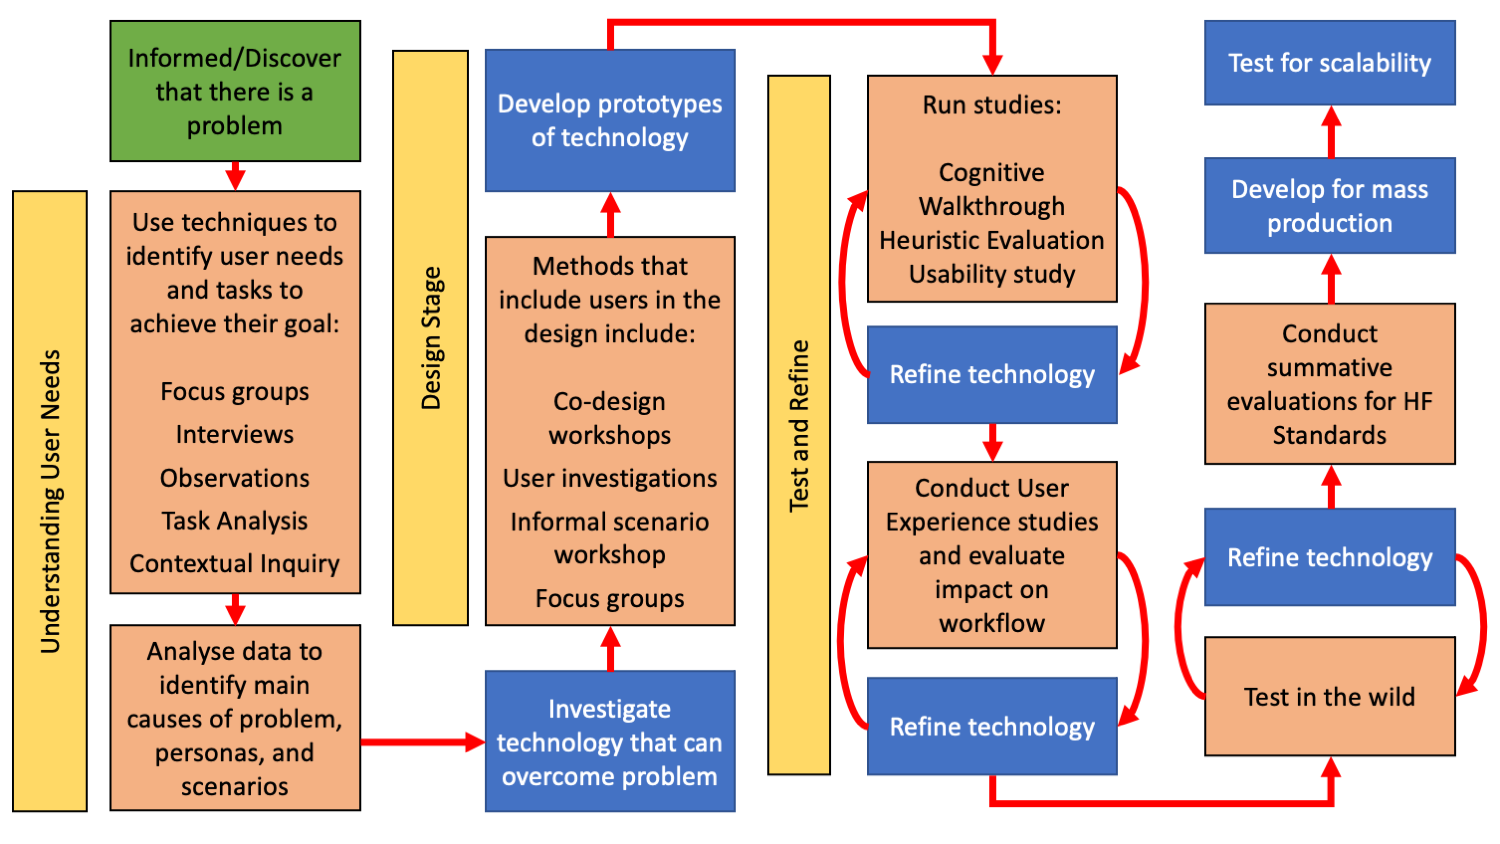 Informed/Discover
that there is a
problem
Understanding User Needs
Use techniques to
identify user needs
and tasks to
achieve their goal:
Focus groups
Interviews
Observations
Task Analysis
Contextual Inquiry
Analyse data to
identify main
causes of problem,
personas, and
scenarios
Design Stage
Develop prototypes
of technology
Methods that
include users in the
design include:
Co-design
workshops
User investigations
Informal scenario
workshop
Focus groups
Investigate
technology that can
overcome problem
Test and Refine
Run studies:
Cognitive
Walkthrough
Heuristic Evaluation
Usability study
Refine technology
Conduct User
Experience studies
and evaluate
impact on
workflow
Refine technology
Test for scalability
Develop for mass
production
Conduct
summative
evaluations for HF
Standards
Refine technology
Test in the wild